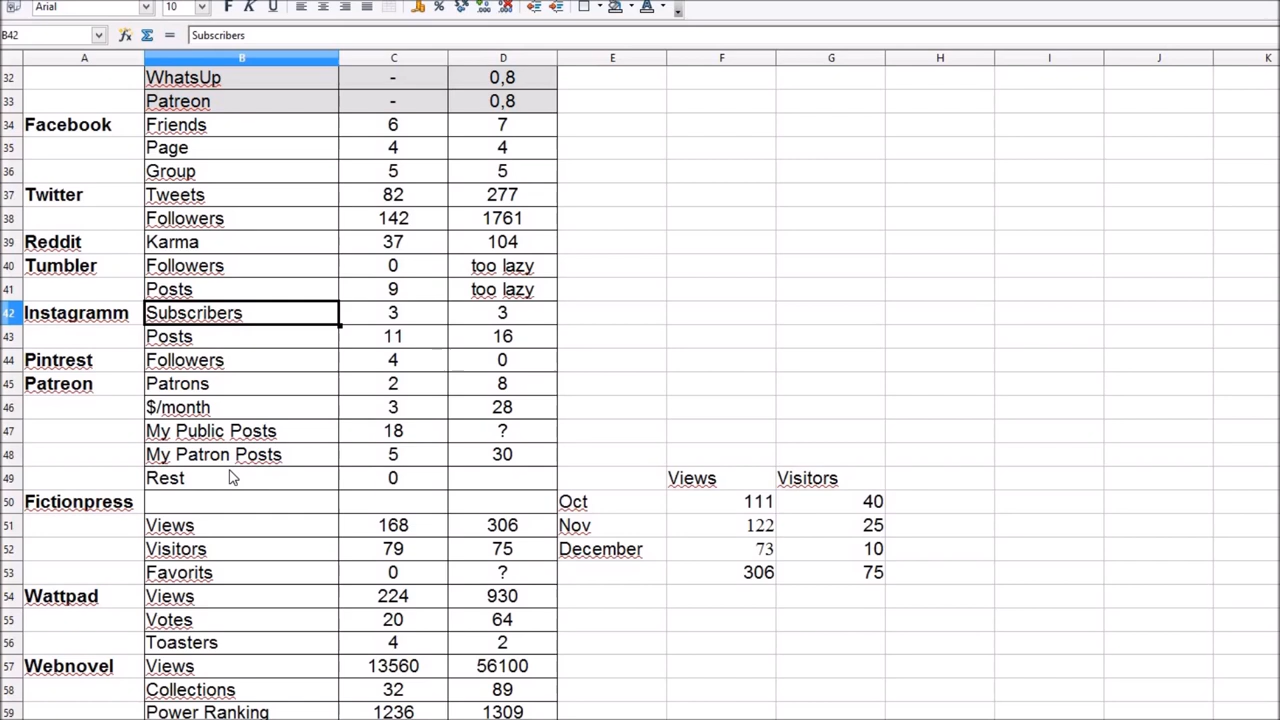 Arial 10
B42 Subscribers
A B C D E F G H I J K
32 WhatsUp - 0,8
33 Patreon - 0,8
34 Facebook Friends 6 7
35 Page 4 4
36 Group 5 5
37 Twitter Tweets 82 277
38 Followers 142 1761
39 Reddit Karma 37 104
40 Tumbler Followers 0 too lazy
41 Posts 9 too lazy
42 Instagramm Subscribers 3 3
43 Posts 11 16
44 Pintrest Followers 4 0
45 Patreon Patrons 2 8
46 $/month 3 28
47 My Public Posts 18 ?
48 My Patron Posts 5 30
49 Rest 0 Views Visitors
50 Fictionpress Oct 111 40
51 Views 168 306 Nov 122 25
52 Visitors 79 75 December 73 10
53 Favorits 0 ? 306 75
54 Wattpad Views 224 930
55 Votes 20 64
56 Toasters 4 2
57 Webnovel Views 13560 56100
58 Collections 32 89
59 Power Ranking 1236 1309